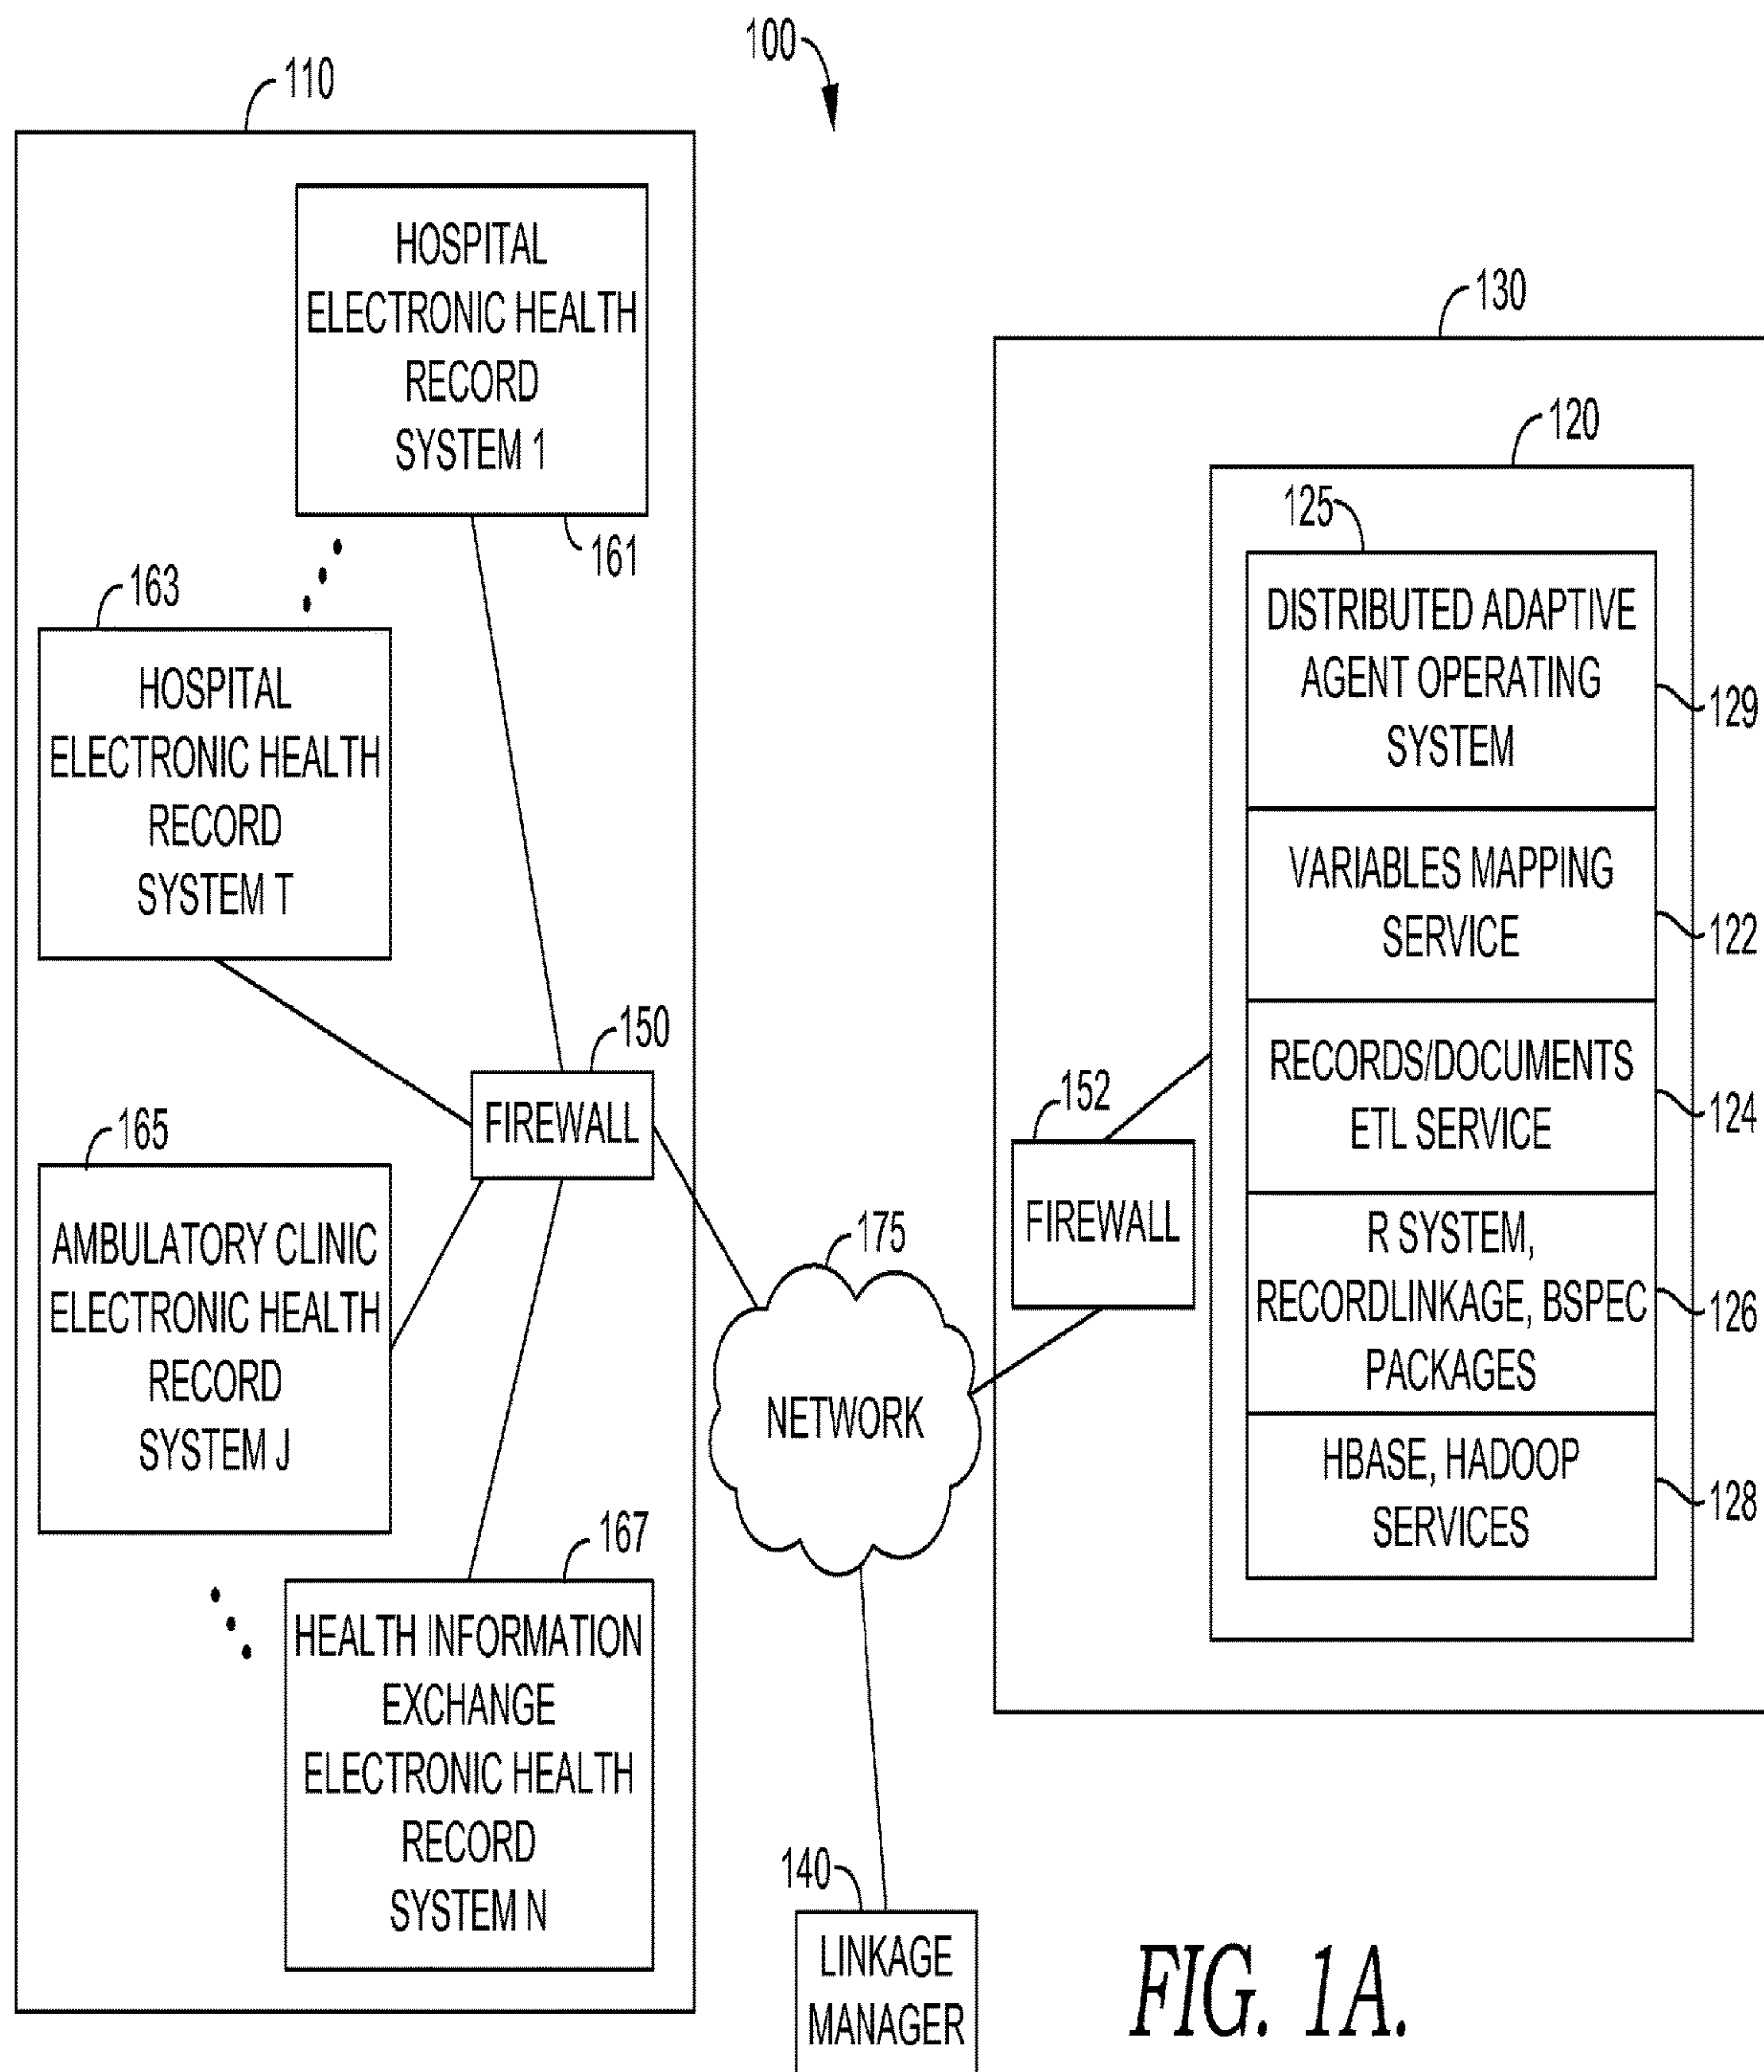 100
110
HOSPITAL
ELECTRONIC HEALTH
RECORD
SYSTEM 1
161
163
HOSPITAL
ELECTRONIC HEALTH
RECORD
SYSTEM T
150
FIREWALL
165
AMBULATORY CLINIC
ELECTRONIC HEALTH
RECORD
SYSTEM J
167
HEALTH INFORMATION
EXCHANGE
ELECTRONIC HEALTH
RECORD
SYSTEM N
175
NETWORK
140
LINKAGE
MANAGER
130
152
FIREWALL
120
125
DISTRIBUTED ADAPTIVE
AGENT OPERATING
SYSTEM
129
VARIABLES MAPPING
SERVICE
122
RECORDS/DOCUMENTS
ETL SERVICE
124
R SYSTEM,
RECORDLINKAGE, BSPEC
PACKAGES
126
HBASE, HADOOP
SERVICES
128
FIG. 1A.